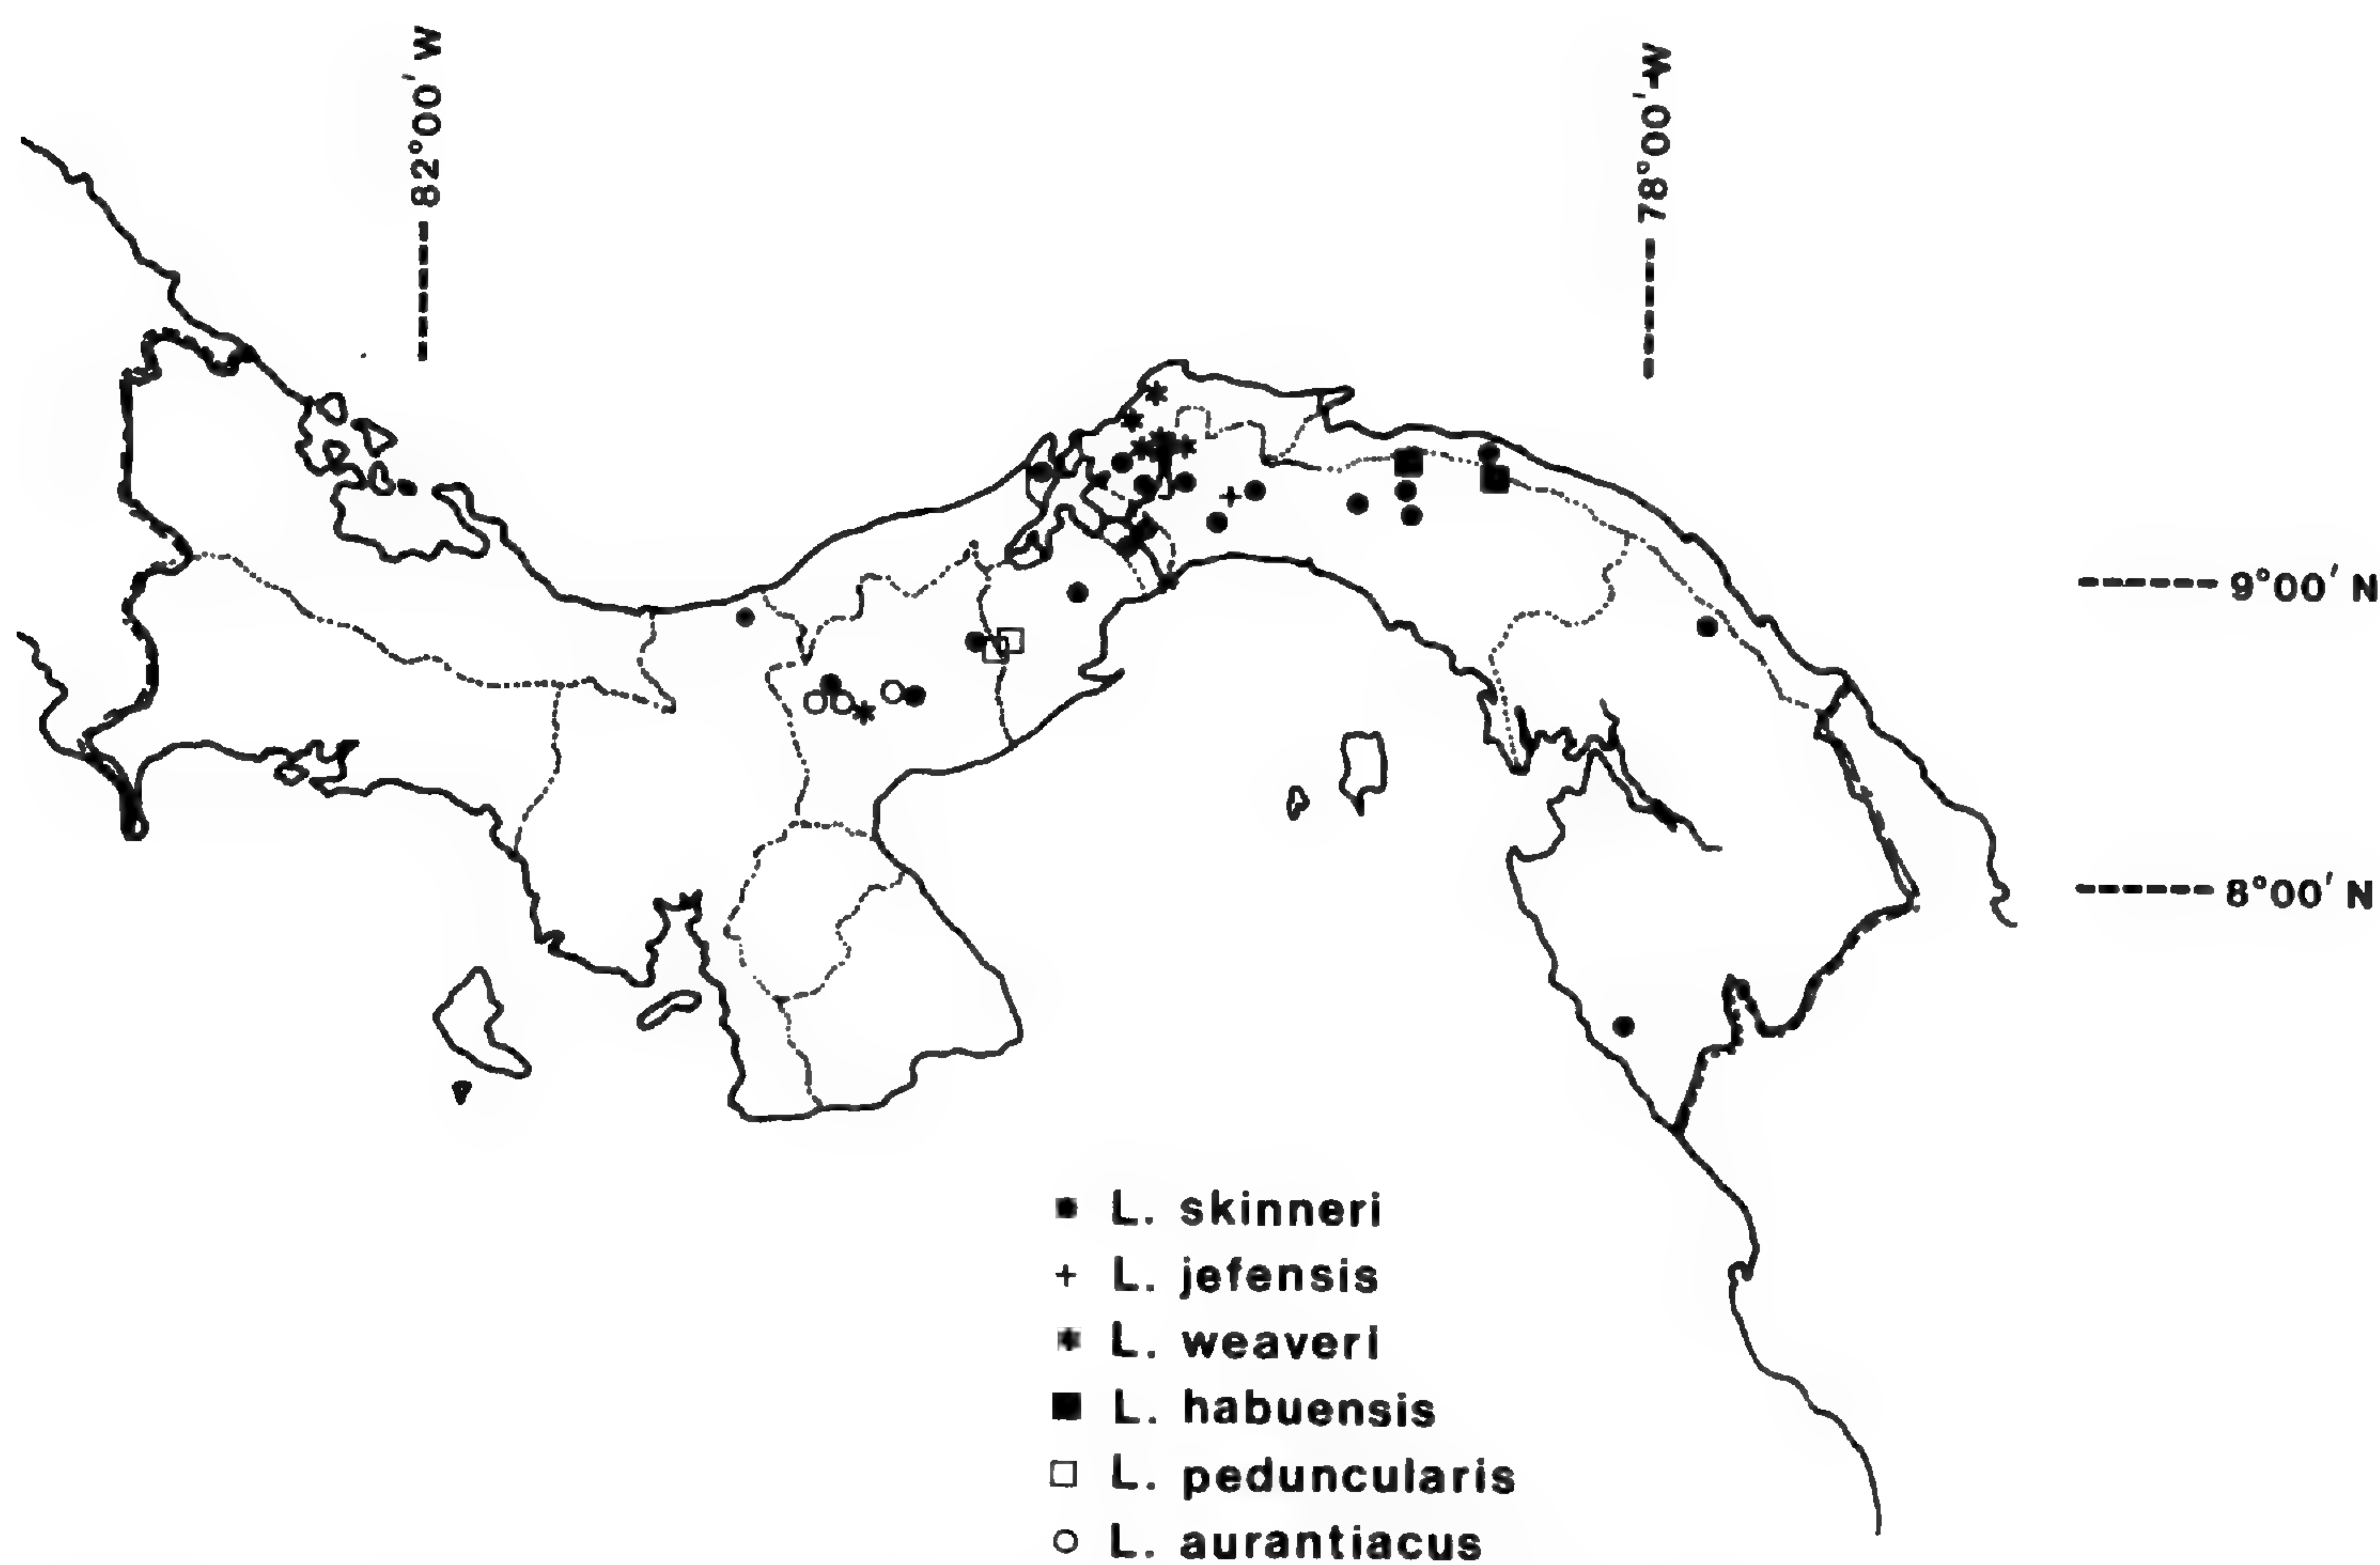 82°00' W
78°00' W
9°00' N
8°00' N
L. skinneri
L. jefensis
L. weaveri
L. habuensis
L. peduncularis
L. aurantiacus